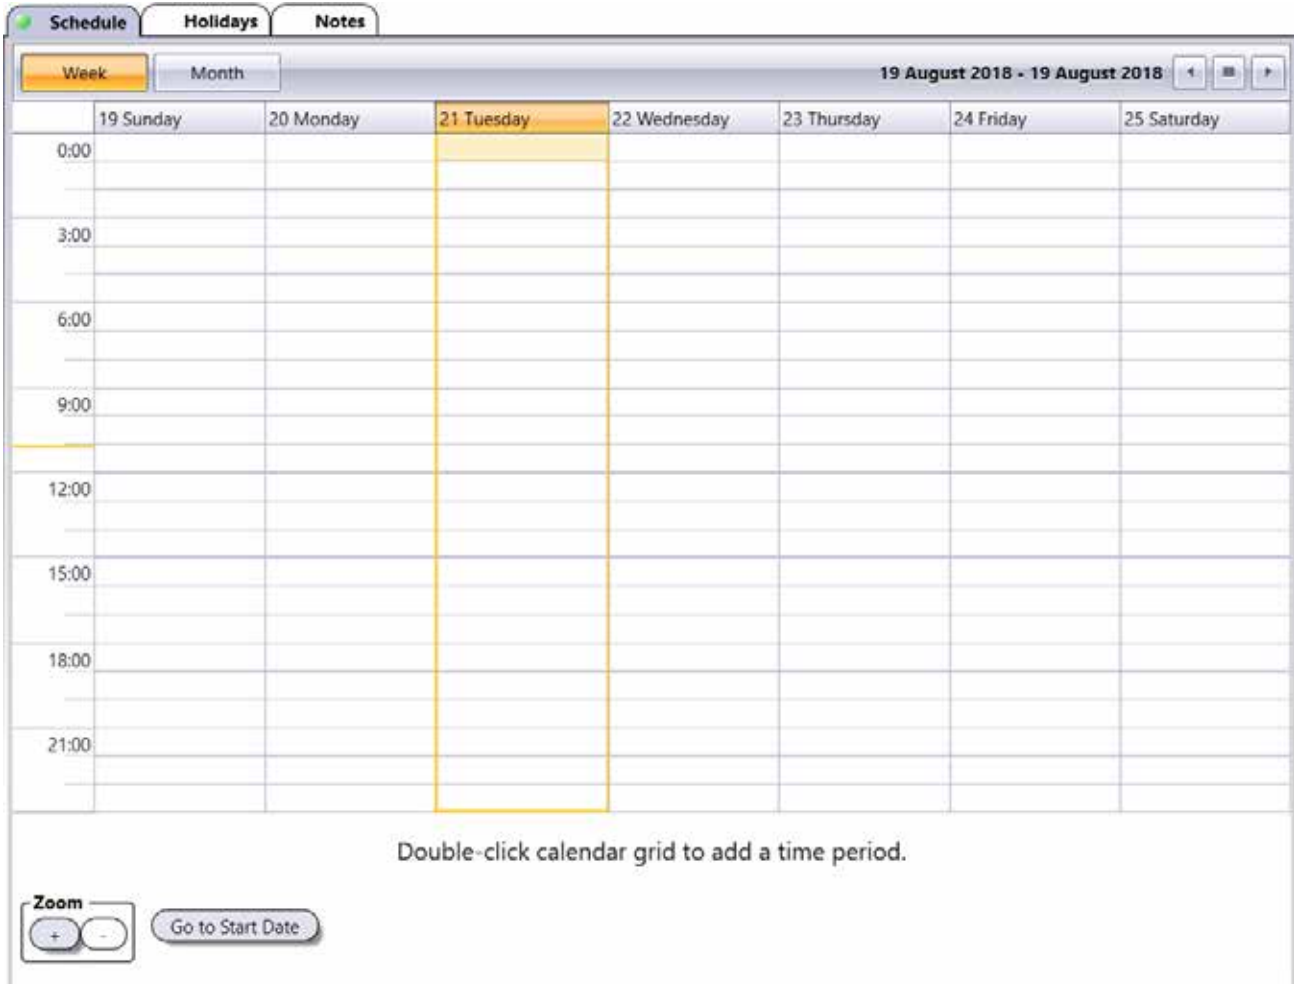 Schedule Holidays Notes
Week Month 19 August 2018 - 19 August 2018
19 Sunday 20 Monday 21 Tuesday 22 Wednesday 23 Thursday 24 Friday 25 Saturday
0:00
3:00
6:00
9:00
12:00
15:00
18:00
21:00
Double-click calendar grid to add a time period.
Zoom
+ - Go to Start Date